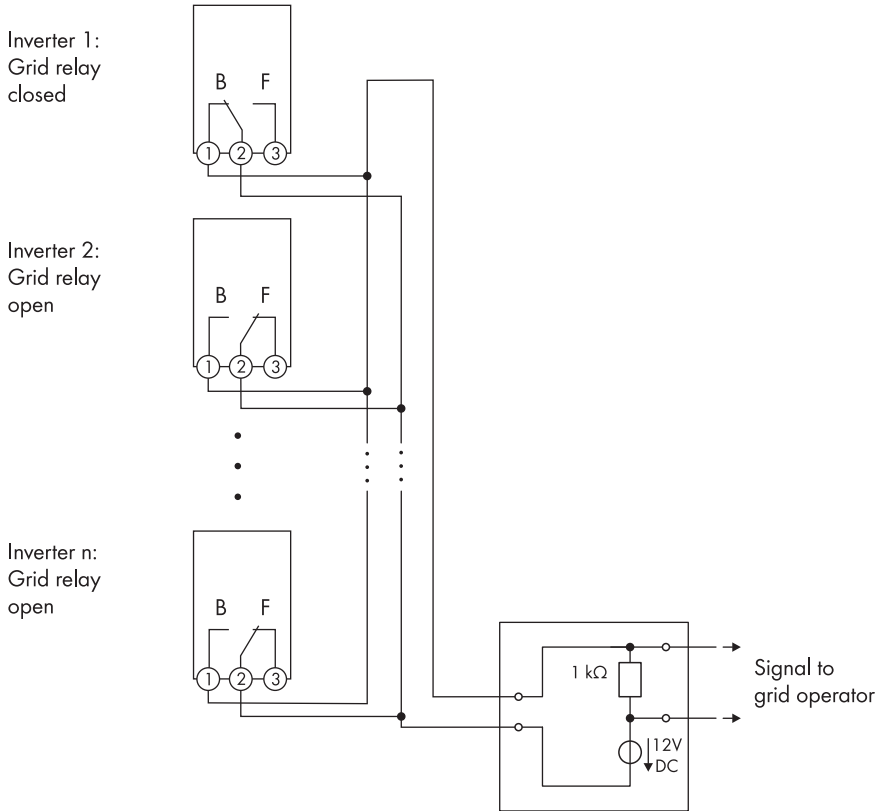 Inverter 1:
Grid relay
closed
B F
1 2 3
Inverter 2:
Grid relay
open
B F
1 2 3
Inverter n:
Grid relay
open
B F
1 2 3
1 kΩ
12V
DC
Signal to
grid operator